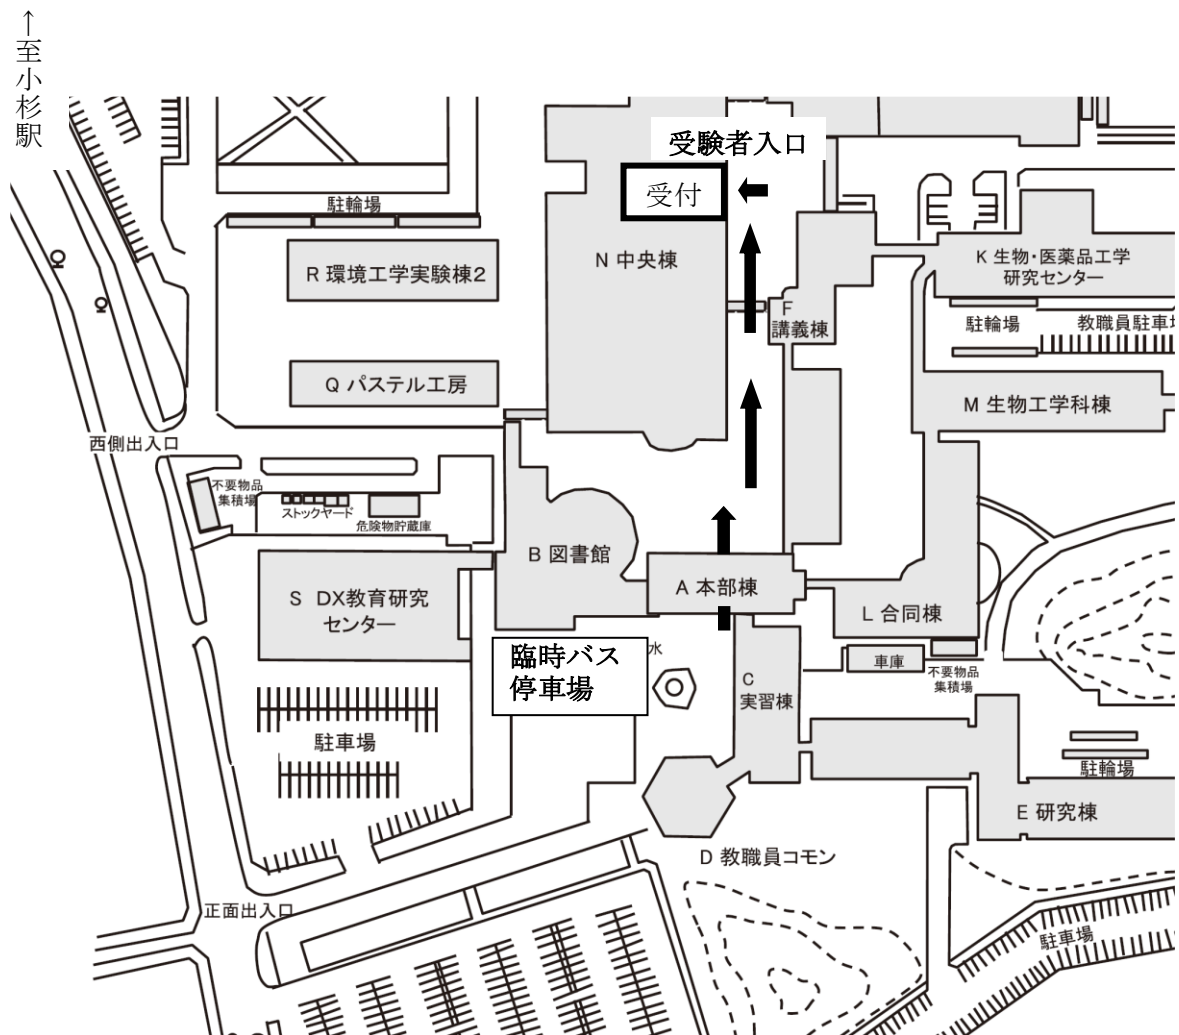 ↑至小杉駅
受験者入口
受付
駐輪場
N 中央棟
R 環境工学実験棟2
K 生物・医薬品工学
研究センター
F
講義棟
駐輪場
教職員駐車場
Q パステル工房
M 生物工学科棟
西側出入口
不要物品
集積場
ストックヤード
危険物貯蔵庫
B 図書館
A 本部棟
S DX教育研究
センター
L 合同棟
臨時バス
停車場
水
車庫
不要物品
集積場
C
実習棟
駐車場
駐輪場
E 研究棟
D 教職員コモン
正面出入口
駐車場